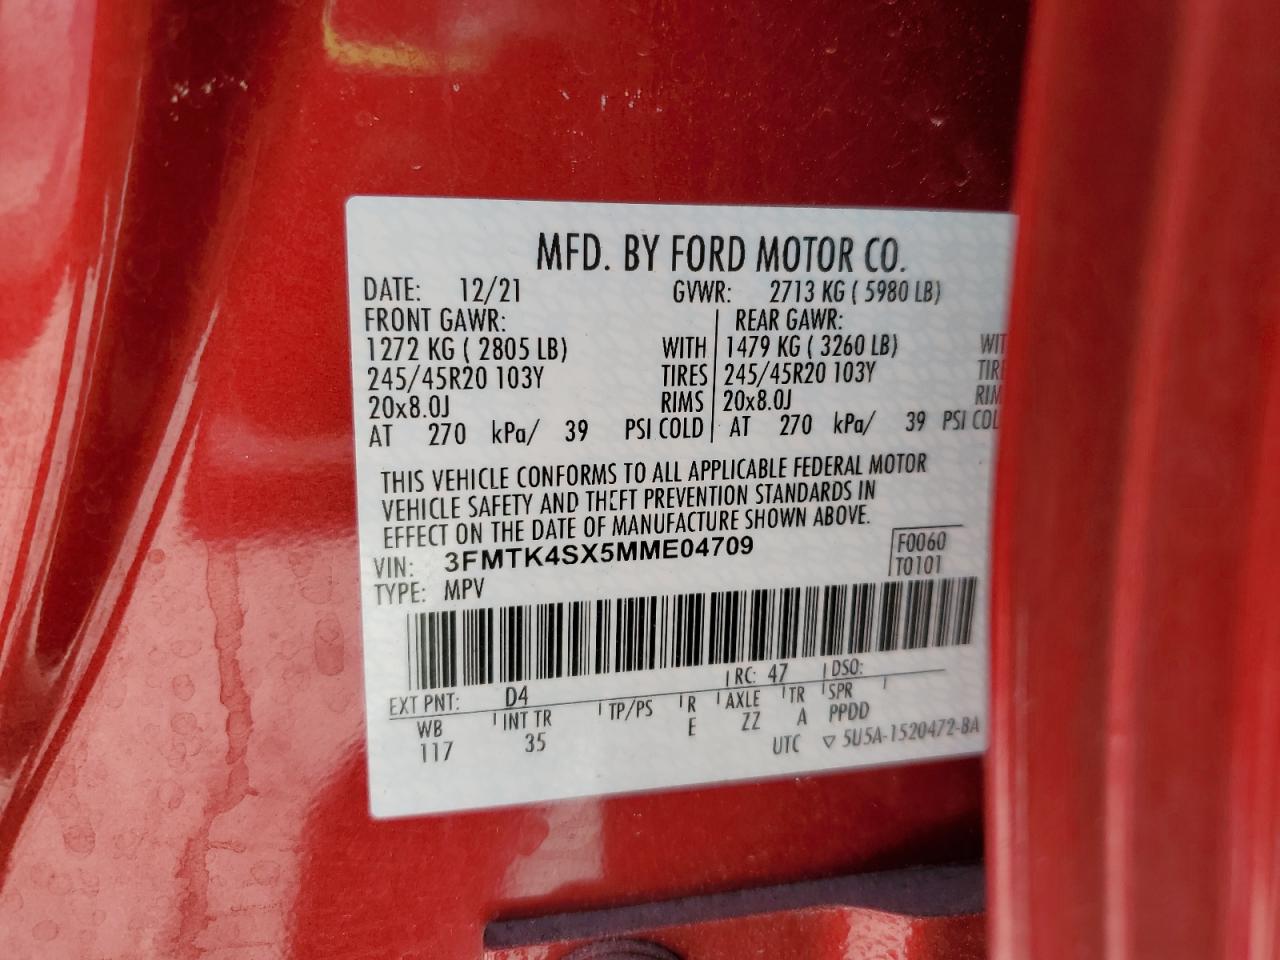 MFD. BY FORD MOTOR CO.
DATE: 12/21 GVWR: 2713 KG ( 5980 LB)
FRONT GAWR: REAR GAWR:
1272 KG ( 2805 LB) WITH 1479 KG ( 3260 LB) WIT
245/45R20 103Y TIRES 245/45R20 103Y TIR
20x8.0J RIMS 20x8.0J RIM
AT 270 kPa/ 39 PSI COLD AT 270 kPa/ 39 PSI COL
THIS VEHICLE CONFORMS TO ALL APPLICABLE FEDERAL MOTOR
VEHICLE SAFETY AND THEFT PREVENTION STANDARDS IN
EFFECT ON THE DATE OF MANUFACTURE SHOWN ABOVE.
VIN: 3FMTK4SX5MME04709 F0060
TYPE: MPV T0101
EXT PNT: D4 RC: 47 DSO:
WB INT TR TP/PS R AXLE TR SPR
117 35 E ZZ A PPDD
UTC ▽ 5U5A-1520472-BA